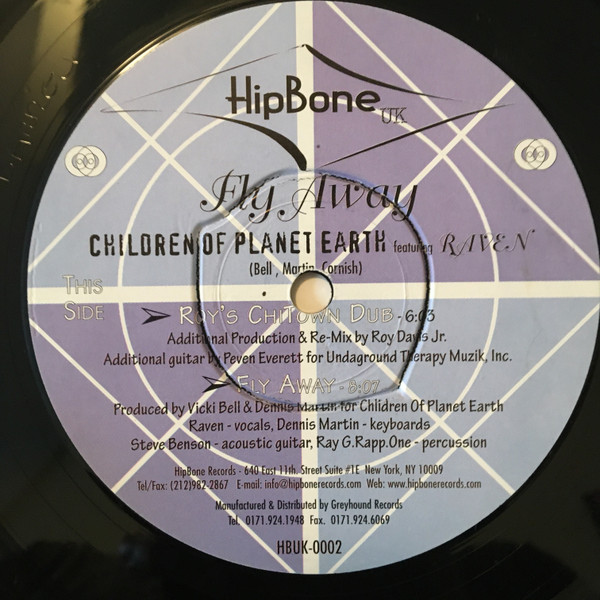 HipBone UK
Fly Away
CHILDREN OF PLANET EARTH featuring RAVEN
(Bell , Martin, Cornish)
THIS
SIDE
ROY'S CHITOWN DUB - 6:03
Additional Production & Re-Mix by Roy Davis Jr.
Additional guitar by Peven Everett for Undaground Therapy Muzik, Inc.
FLY AWAY - 8:07
Produced by Vicki Bell & Dennis Martin for Children Of Planet Earth
Raven - vocals, Dennis Martin - keyboards
Steve Benson - acoustic guitar, Ray G.Rapp.One - percussion
HipBone Records - 640 East 11th. Street Suite #1E New York, NY 10009
Tel/Fax: (212)982-2867 E-mail: info@hipbonerecords.com Web: www.hipbonerecords.com
Manufactured & Distributed by Greyhound Records
Tel. 0171.924.1948 Fax. 0171.924.6069
HBUK-0002